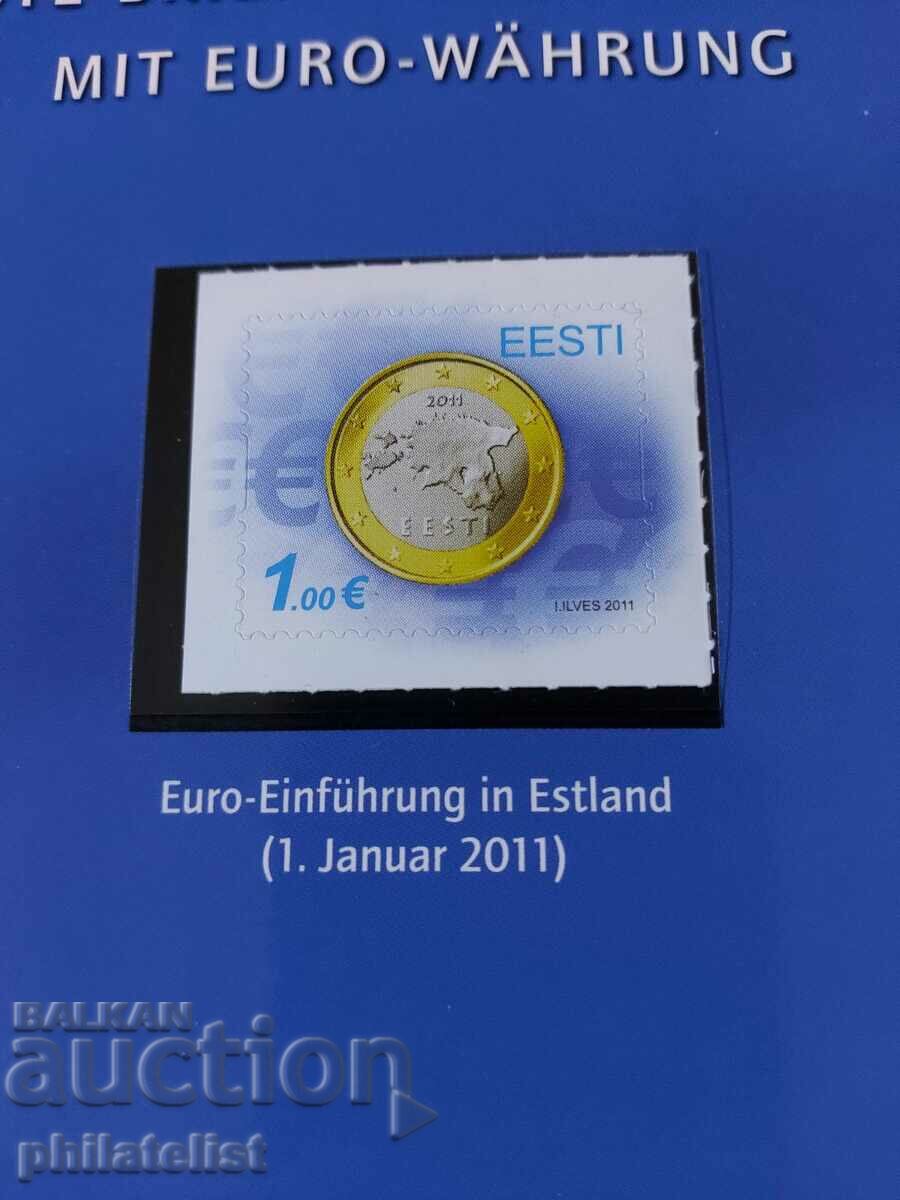 MIT EURO-WÄHRUNG
EESTI
2011
EESTI
1.00 €
I.ILVES 2011
Euro-Einführung in Estland
(1. Januar 2011)
BALKAN
auction
philatelist